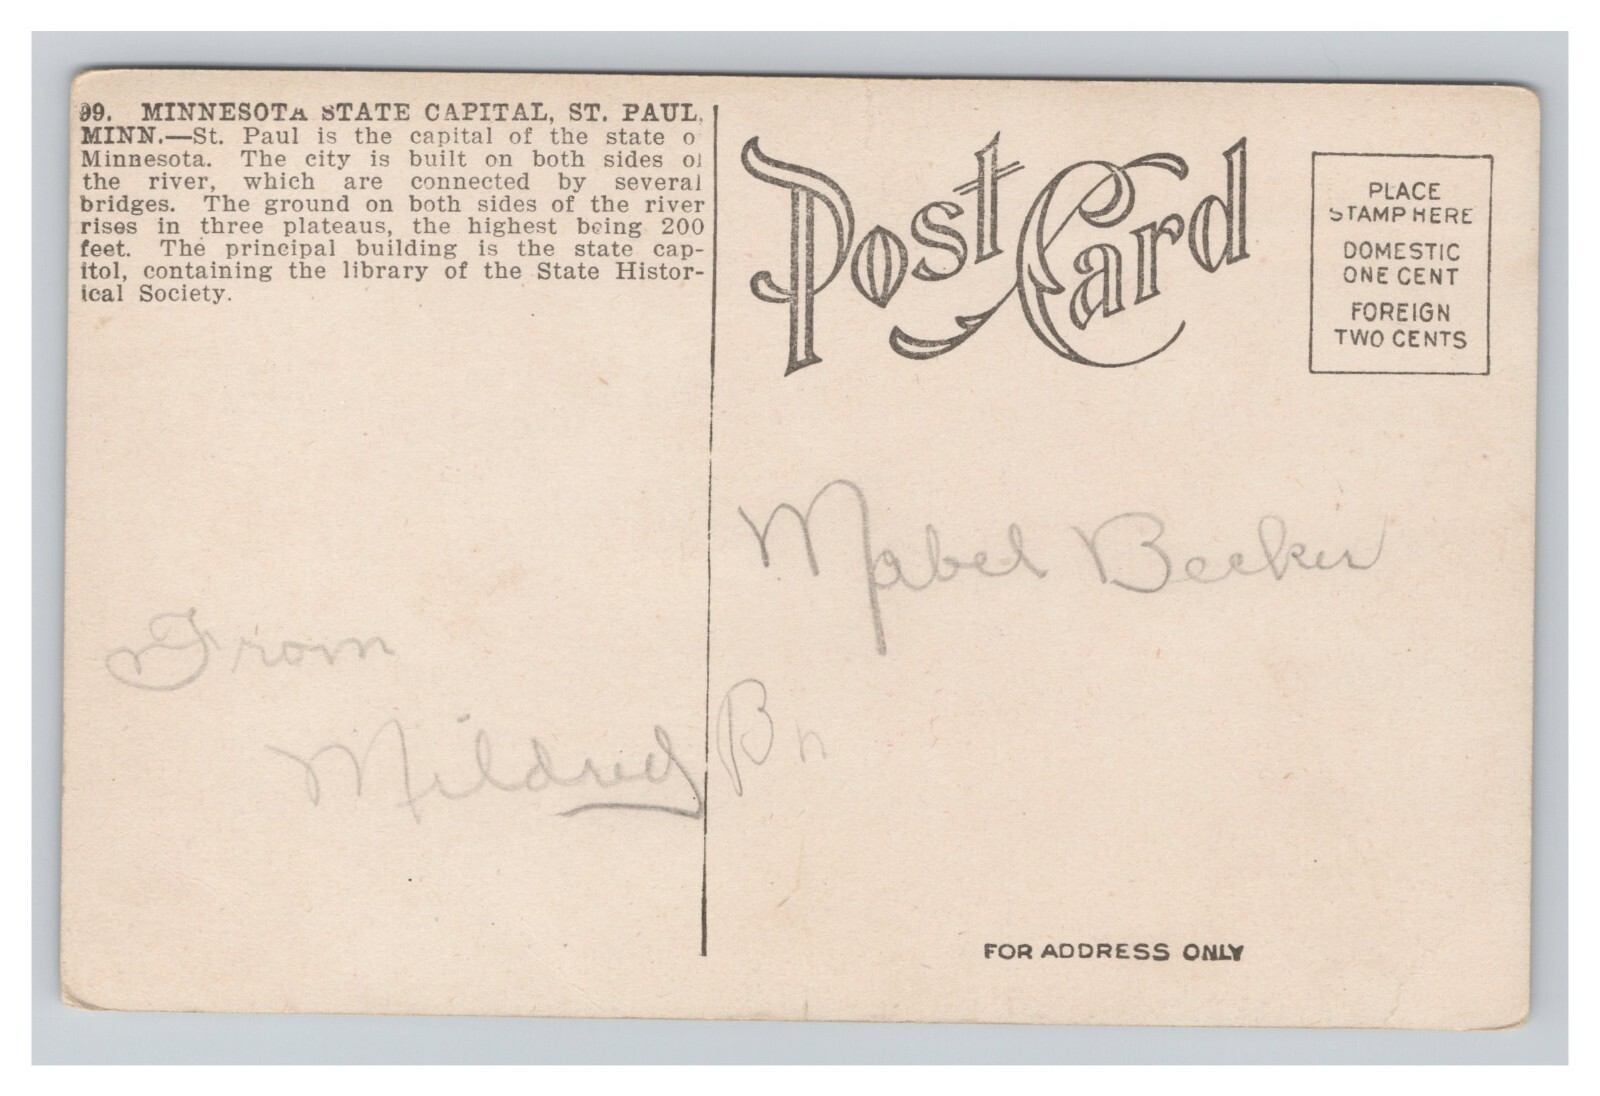 99. MINNESOTA STATE CAPITAL, ST. PAUL,
MINN.—St. Paul is the capital of the state o
Minnesota. The city is built on both sides of
the river, which are connected by several
bridges. The ground on both sides of the river
rises in three plateaus, the highest being 200
feet. The principal building is the state cap-
itol, containing the library of the State Histor-
ical Society.
Post Card
PLACE
STAMP HERE
DOMESTIC
ONE CENT
FOREIGN
TWO CENTS
Mabel Becker
From
Mildred B
FOR ADDRESS ONLY